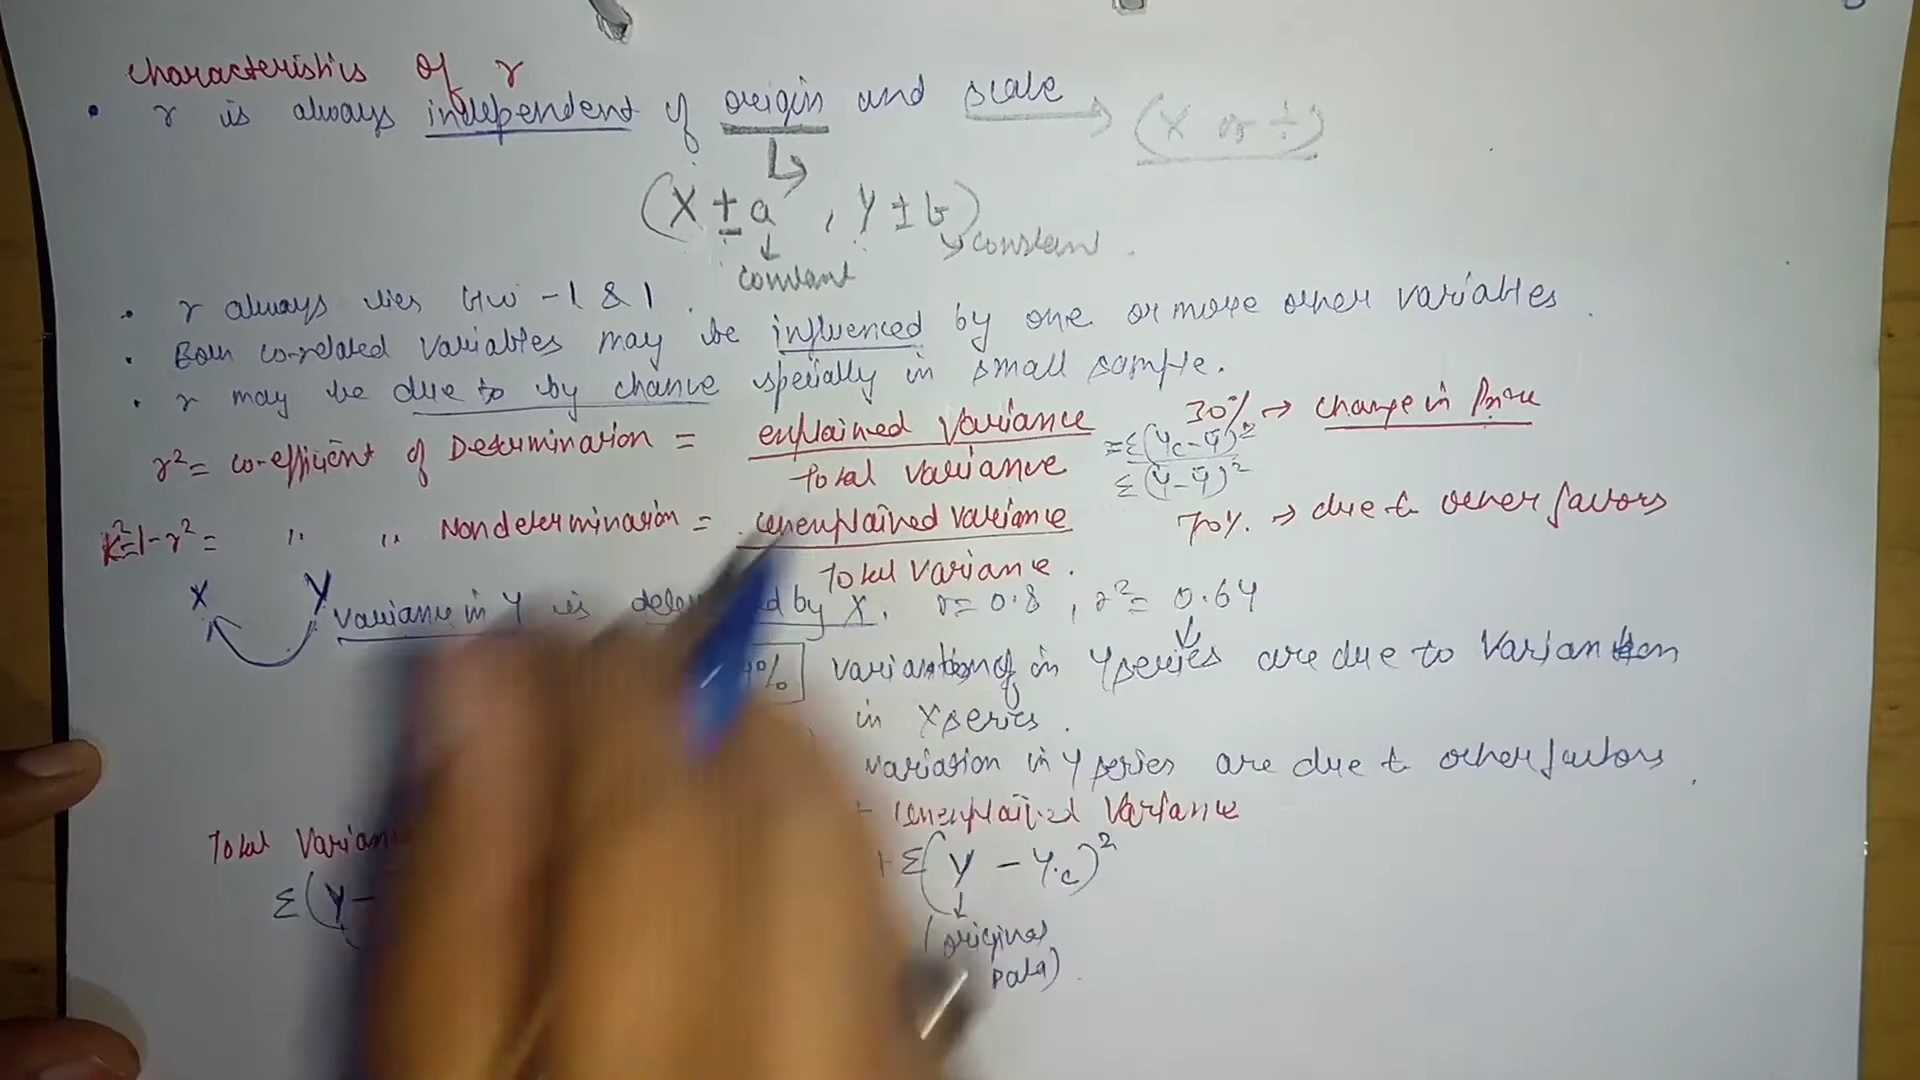 characteristics of r
• r is always independent of origin and scale → (X or ÷)
(X ± a , Y ± b)
constant
constant .
• r always lies btw -1 & 1 .
• Both co-related variables may be influenced by one or more other variables .
• r may be due to by chance specially in small sample.
r² = co-efficient of Determination = explained variance / Total variance = Σ(Yc-Ȳ)² / Σ(Y-Ȳ)²
30% → change in Price
K²=1-r² = " " Nondetermination = unexplained variance / Total variance .
70% → due to other factors
X Y
variance in Y is by X. r = 0.8 , r² = 0.64
% variation of in Y series are due to variation
in X series .
variation in Y series are due to other factors .
Total Varian + unexplained Variance
Σ(Y- + Σ(Y - Yc)²
(original
Data)